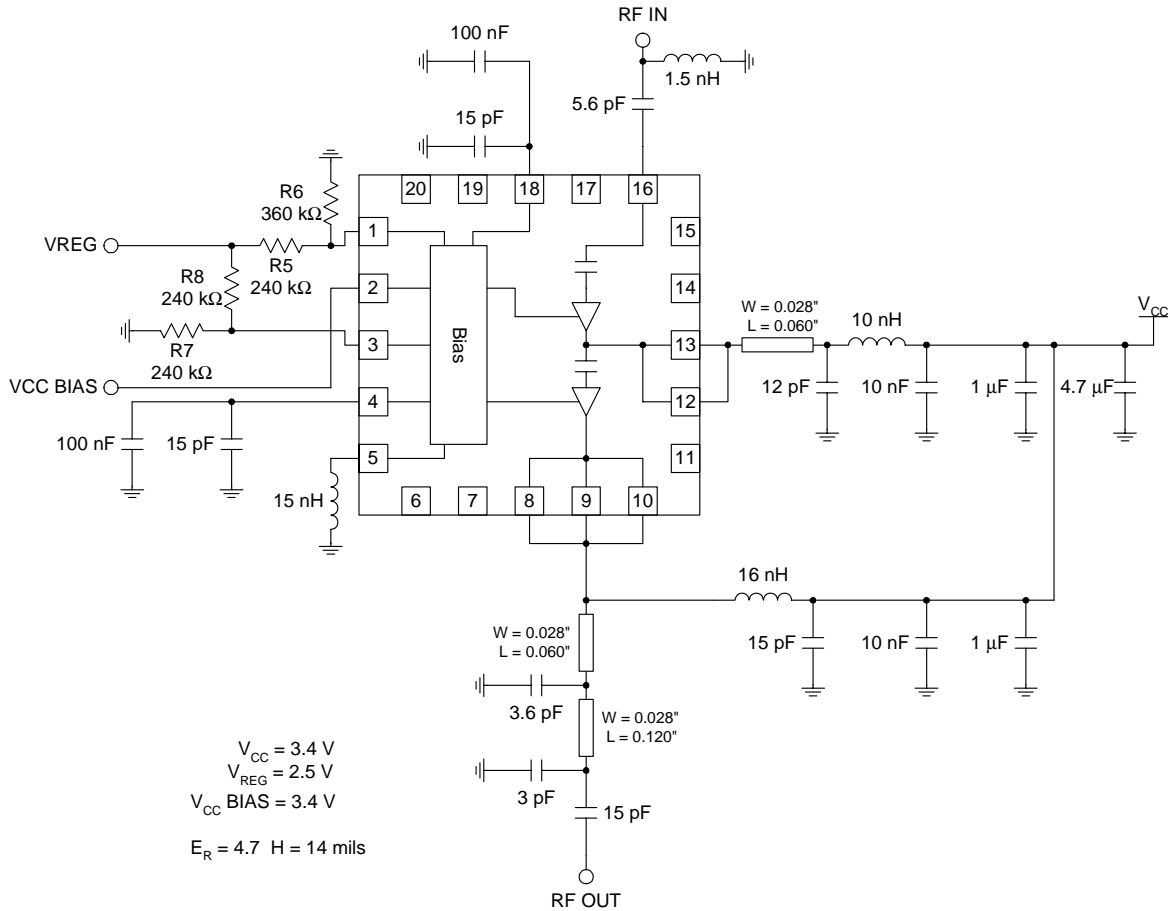 RF IN
100 nF
1.5 nH
5.6 pF
15 pF
20
19
18
17
16
R6
360 kΩ
1
15
VREG
R5
240 kΩ
R8
240 kΩ
2
14
W = 0.028"
L = 0.060"
10 nH
V_CC
Bias
3
13
R7
240 kΩ
VCC BIAS
12 pF
10 nF
1 µF
4.7 µF
4
12
100 nF
15 pF
5
11
15 nH
6
7
8
9
10
16 nH
W = 0.028"
L = 0.060"
15 pF
10 nF
1 µF
3.6 pF
W = 0.028"
L = 0.120"
V_CC = 3.4 V
V_REG = 2.5 V
V_CC BIAS = 3.4 V
3 pF
15 pF
E_R = 4.7 H = 14 mils
RF OUT